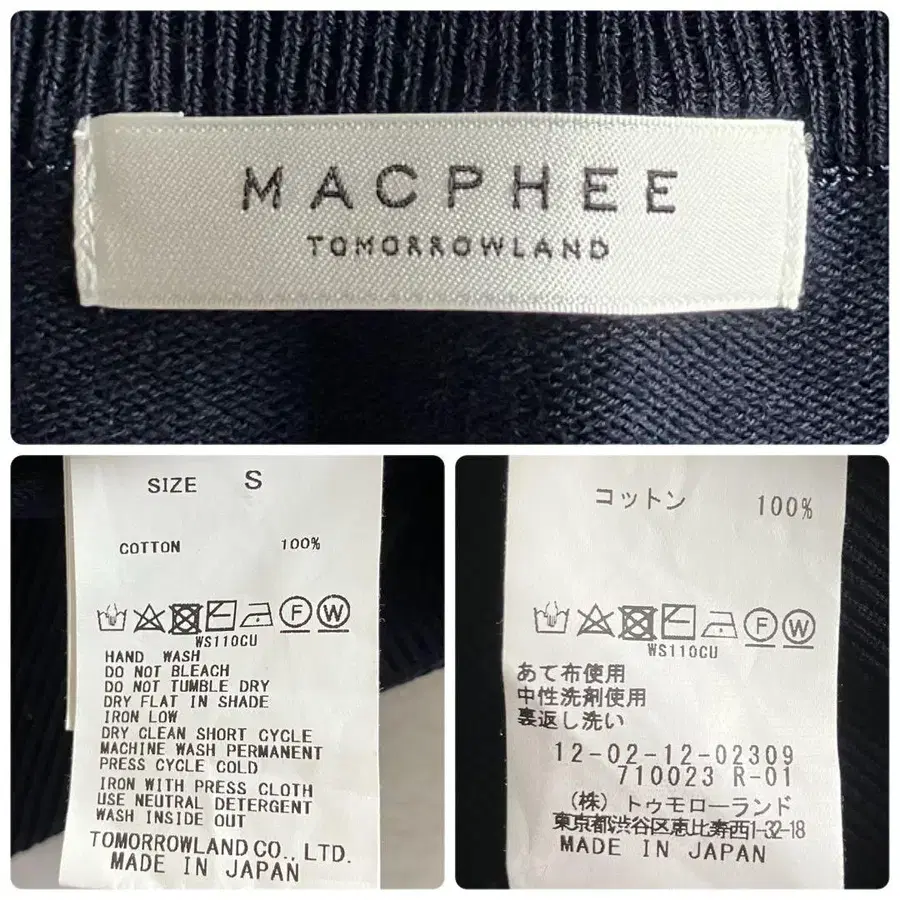 MACPHEE
TOMORROWLAND
SIZE S
COTTON 100%
F W
WS110CU
HAND WASH
DO NOT BLEACH
DO NOT TUMBLE DRY
DRY FLAT IN SHADE
IRON LOW
DRY CLEAN SHORT CYCLE
MACHINE WASH PERMANENT
PRESS CYCLE COLD
IRON WITH PRESS CLOTH
USE NEUTRAL DETERGENT
WASH INSIDE OUT
TOMORROWLAND CO., LTD.
MADE IN JAPAN
コットン 100%
F W
WS110CU
あて布使用
中性洗剤使用
裏返し洗い
12-02-12-02309
710023 R-01
(株) トゥモローランド
東京都渋谷区恵比寿西1-32-18
MADE IN JAPAN